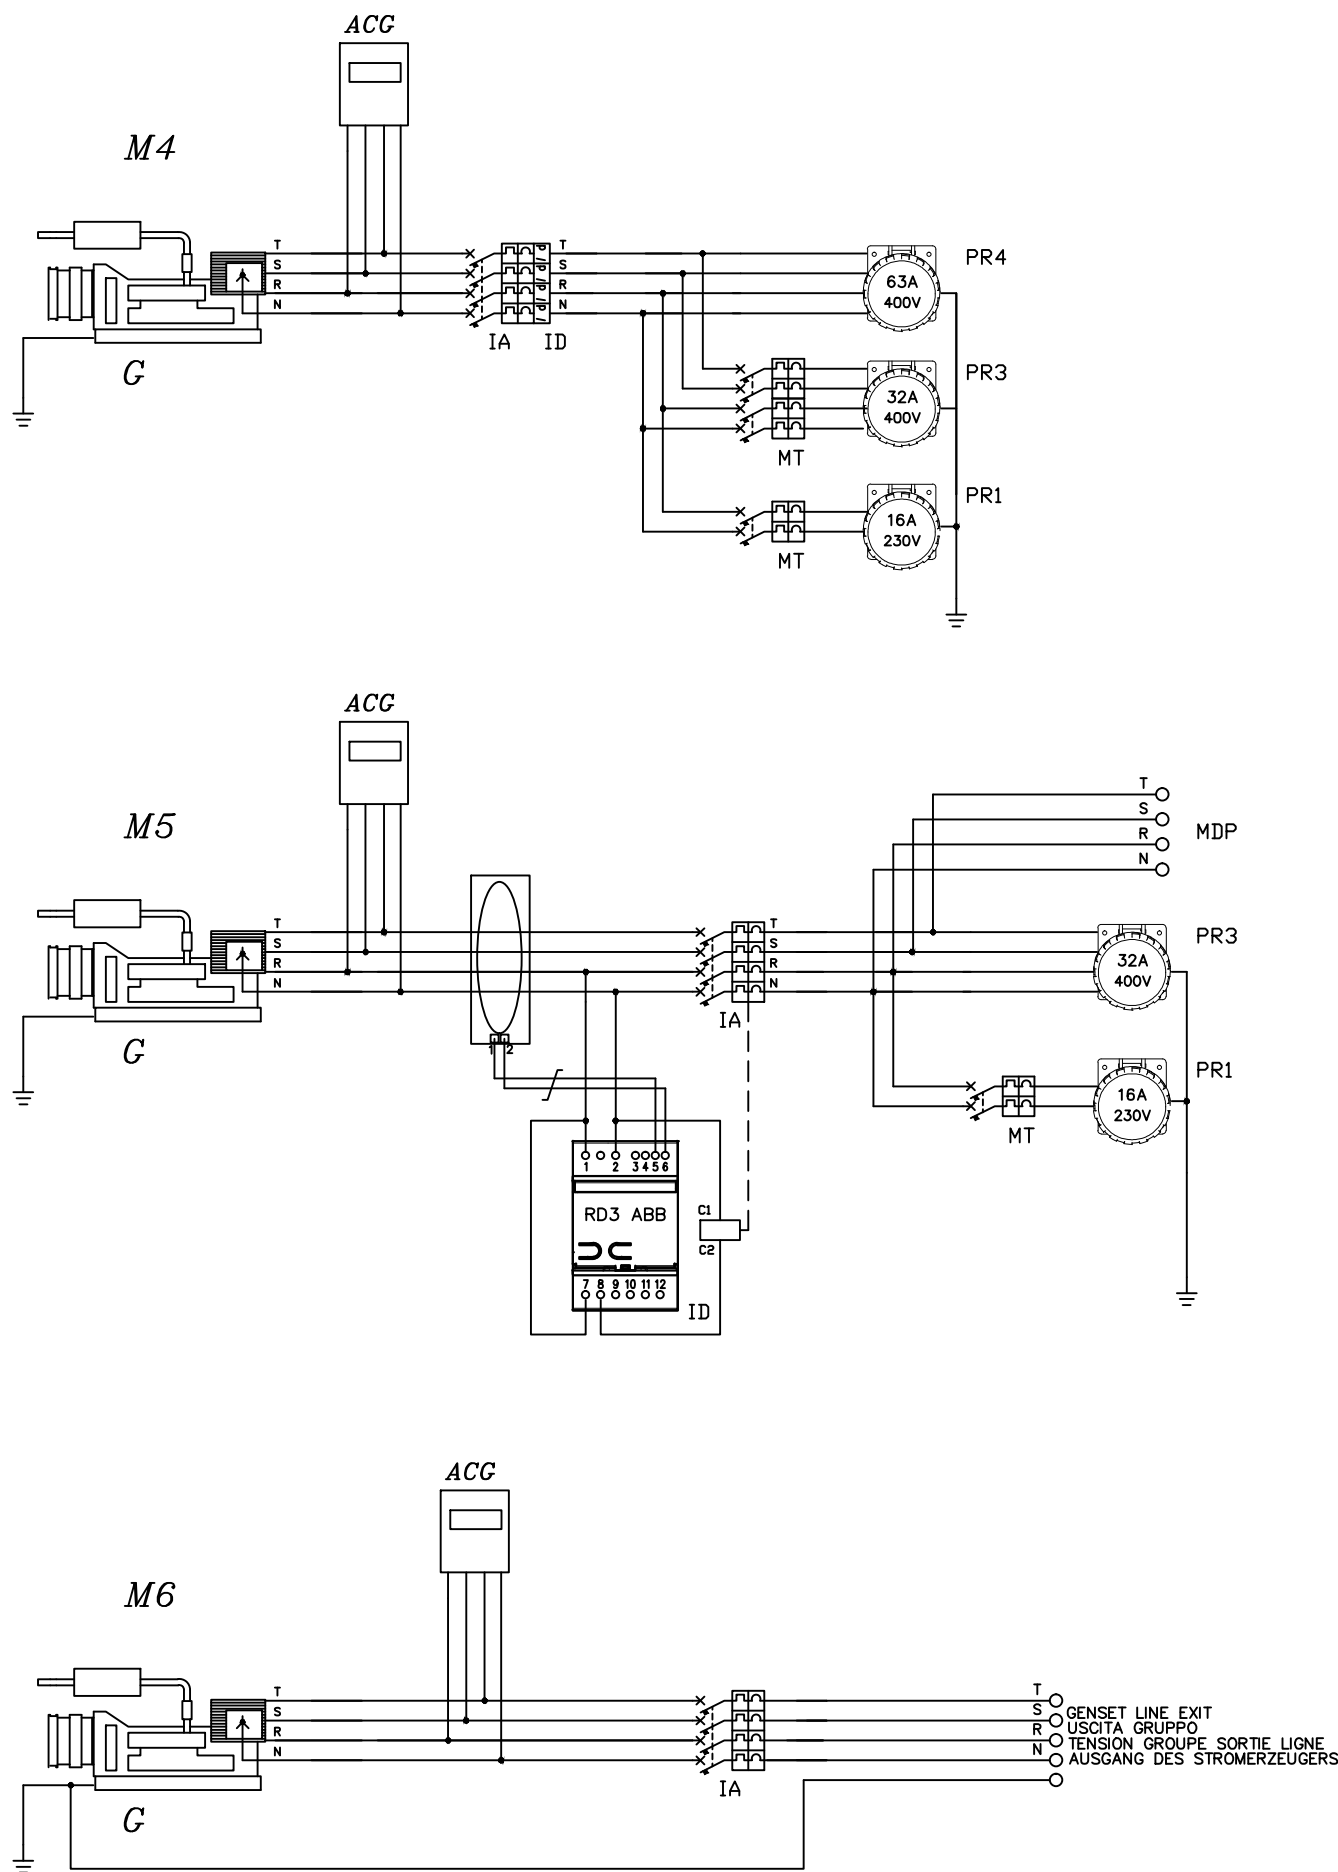 ACG
M4
T
S
R
N
T
S
R
N
PR4
63A
400V
IA ID
G
PR3
32A
400V
MT
PR1
16A
230V
MT
ACG
M5
T
S
R
N
MDP
T
S
R
N
T
S
R
N
PR3
32A
400V
IA
G
1 2
PR1
16A
230V
MT
1 2 3 4 5 6
RD3 ABB
C1
C2
7 8 9 10 11 12
ID
ACG
M6
T
S
R
N
T
S GENSET LINE EXIT
R USCITA GRUPPO
N TENSION GROUPE SORTIE LIGNE
AUSGANG DES STROMERZEUGERS
IA
G